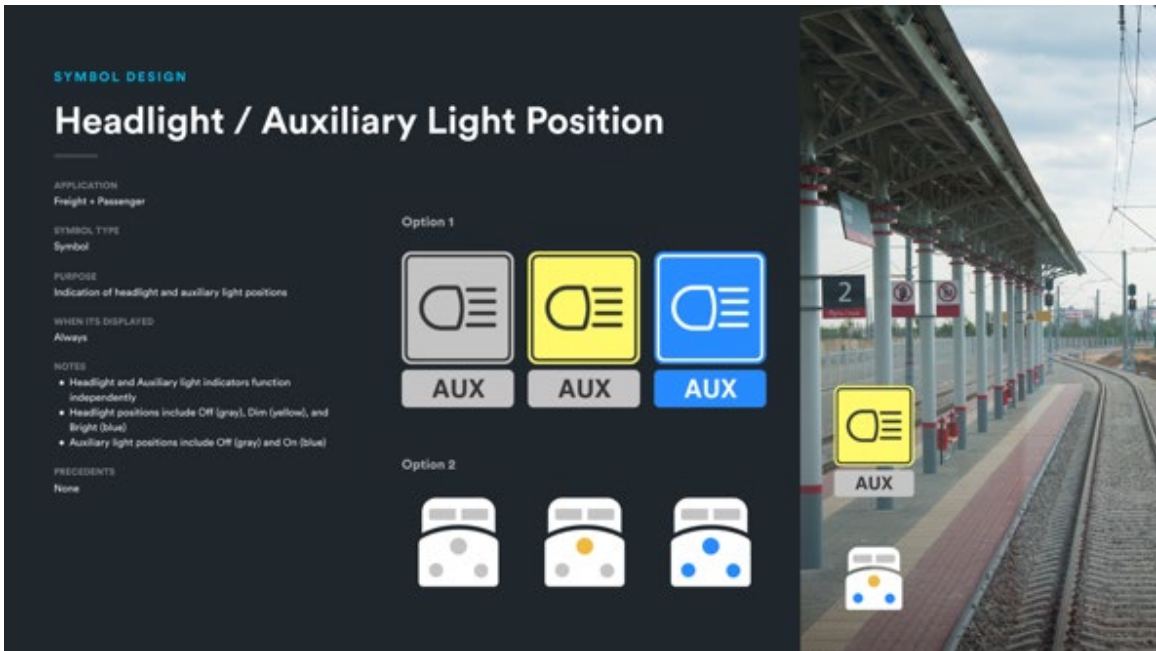 SYMBOL DESIGN
Headlight / Auxiliary Light Position
APPLICATION
Freight + Passenger
SYMBOL TYPE
Symbol
PURPOSE
Indication of headlight and auxiliary light positions
WHEN ITS DISPLAYED
Always
NOTES
• Headlight and Auxiliary light indicators function
independently
• Headlight positions include Off (gray), Dim (yellow), and
Bright (blue)
• Auxiliary light positions include Off (gray) and On (blue)
PRECEDENTS
None
Option 1
AUX AUX AUX
Option 2
2
AUX